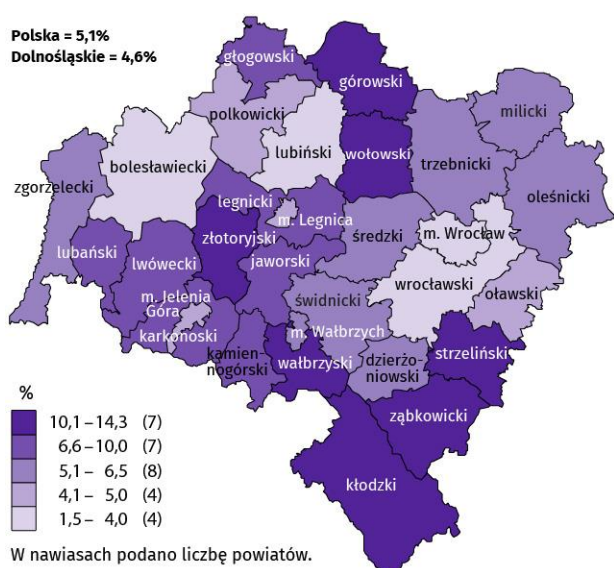 Polska = 5,1%
Dolnośląskie = 4,6%
głogowski
górowski
milicki
polkowicki
lubiński
wołowski
trzebnicki
bolesławiecki
zgorzelecki
oleśnicki
legnicki
m. Legnica
złotoryjski
średzki
m. Wrocław
lubański
lwówecki
jaworski
wrocławski
oławski
m. Jelenia
Góra
świdnicki
karkonoski
m. Wałbrzych
kamien-
nogórski
wałbrzyski
dzierżo-
niowski
strzeliński
ząbkowicki
kłodzki
%
10,1 – 14,3 (7)
6,6 – 10,0 (7)
5,1 – 6,5 (8)
4,1 – 5,0 (4)
1,5 – 4,0 (4)
W nawiasach podano liczbę powiatów.